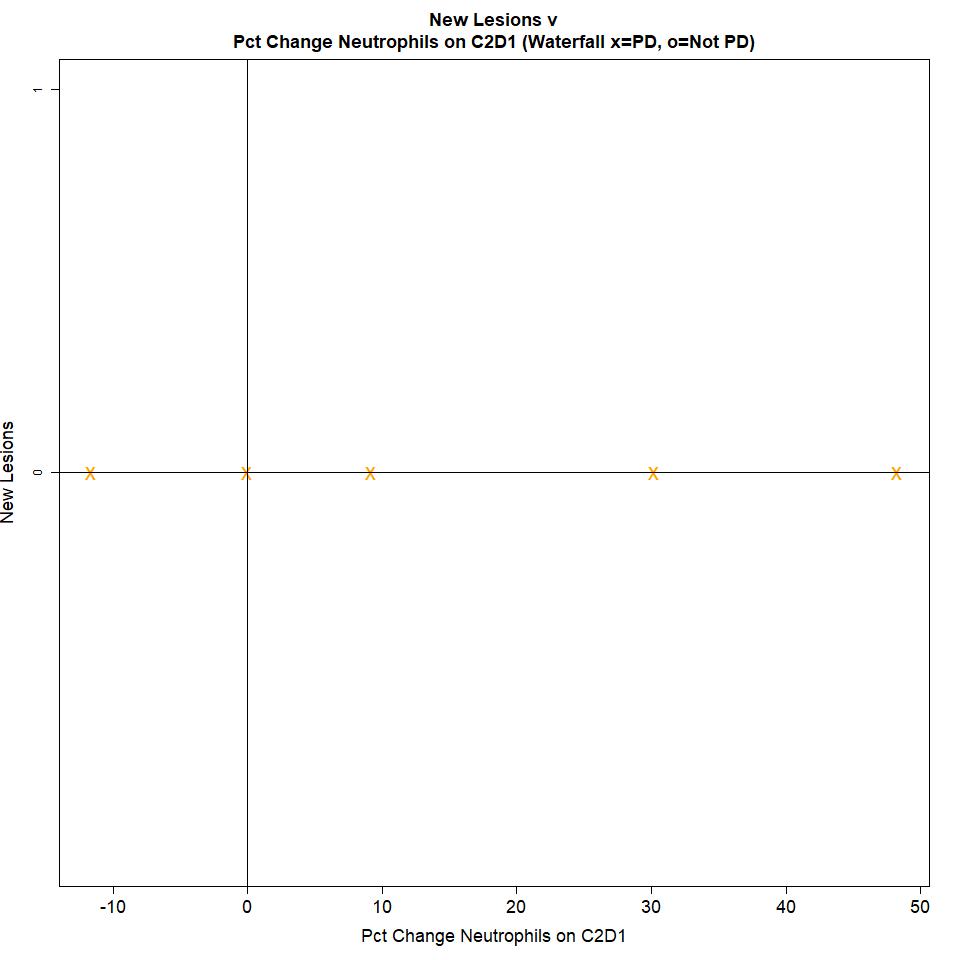 New Lesions v
Pct Change Neutrophils on C2D1 (Waterfall x=PD, o=Not PD)
1
0
New Lesions
x x x x x
-10 0 10 20 30 40 50
Pct Change Neutrophils on C2D1